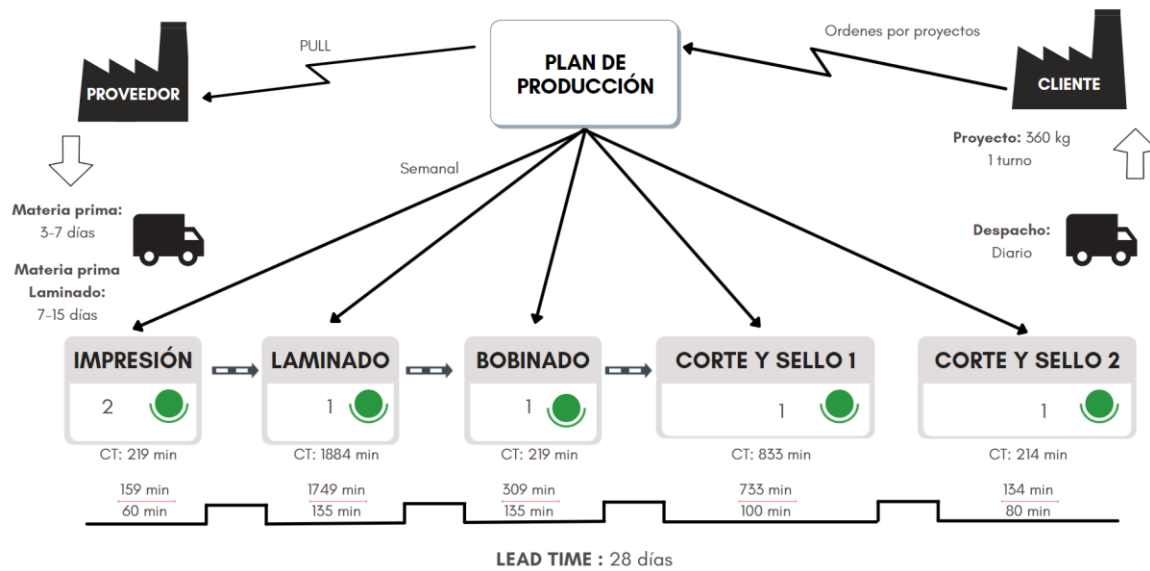 PULL
PLAN DE
PRODUCCIÓN
Ordenes por proyectos
PROVEEDOR
CLIENTE
Proyecto: 360 kg
1 turno
Semanal
Materia prima:
3-7 días
Materia prima
Laminado:
7-15 días
Despacho:
Diario
IMPRESIÓN
2
CT: 219 min
LAMINADO
1
CT: 1884 min
BOBINADO
1
CT: 219 min
CORTE Y SELLO 1
1
CT: 833 min
CORTE Y SELLO 2
1
CT: 214 min
159 min
60 min
1749 min
135 min
309 min
135 min
733 min
100 min
134 min
80 min
LEAD TIME : 28 días